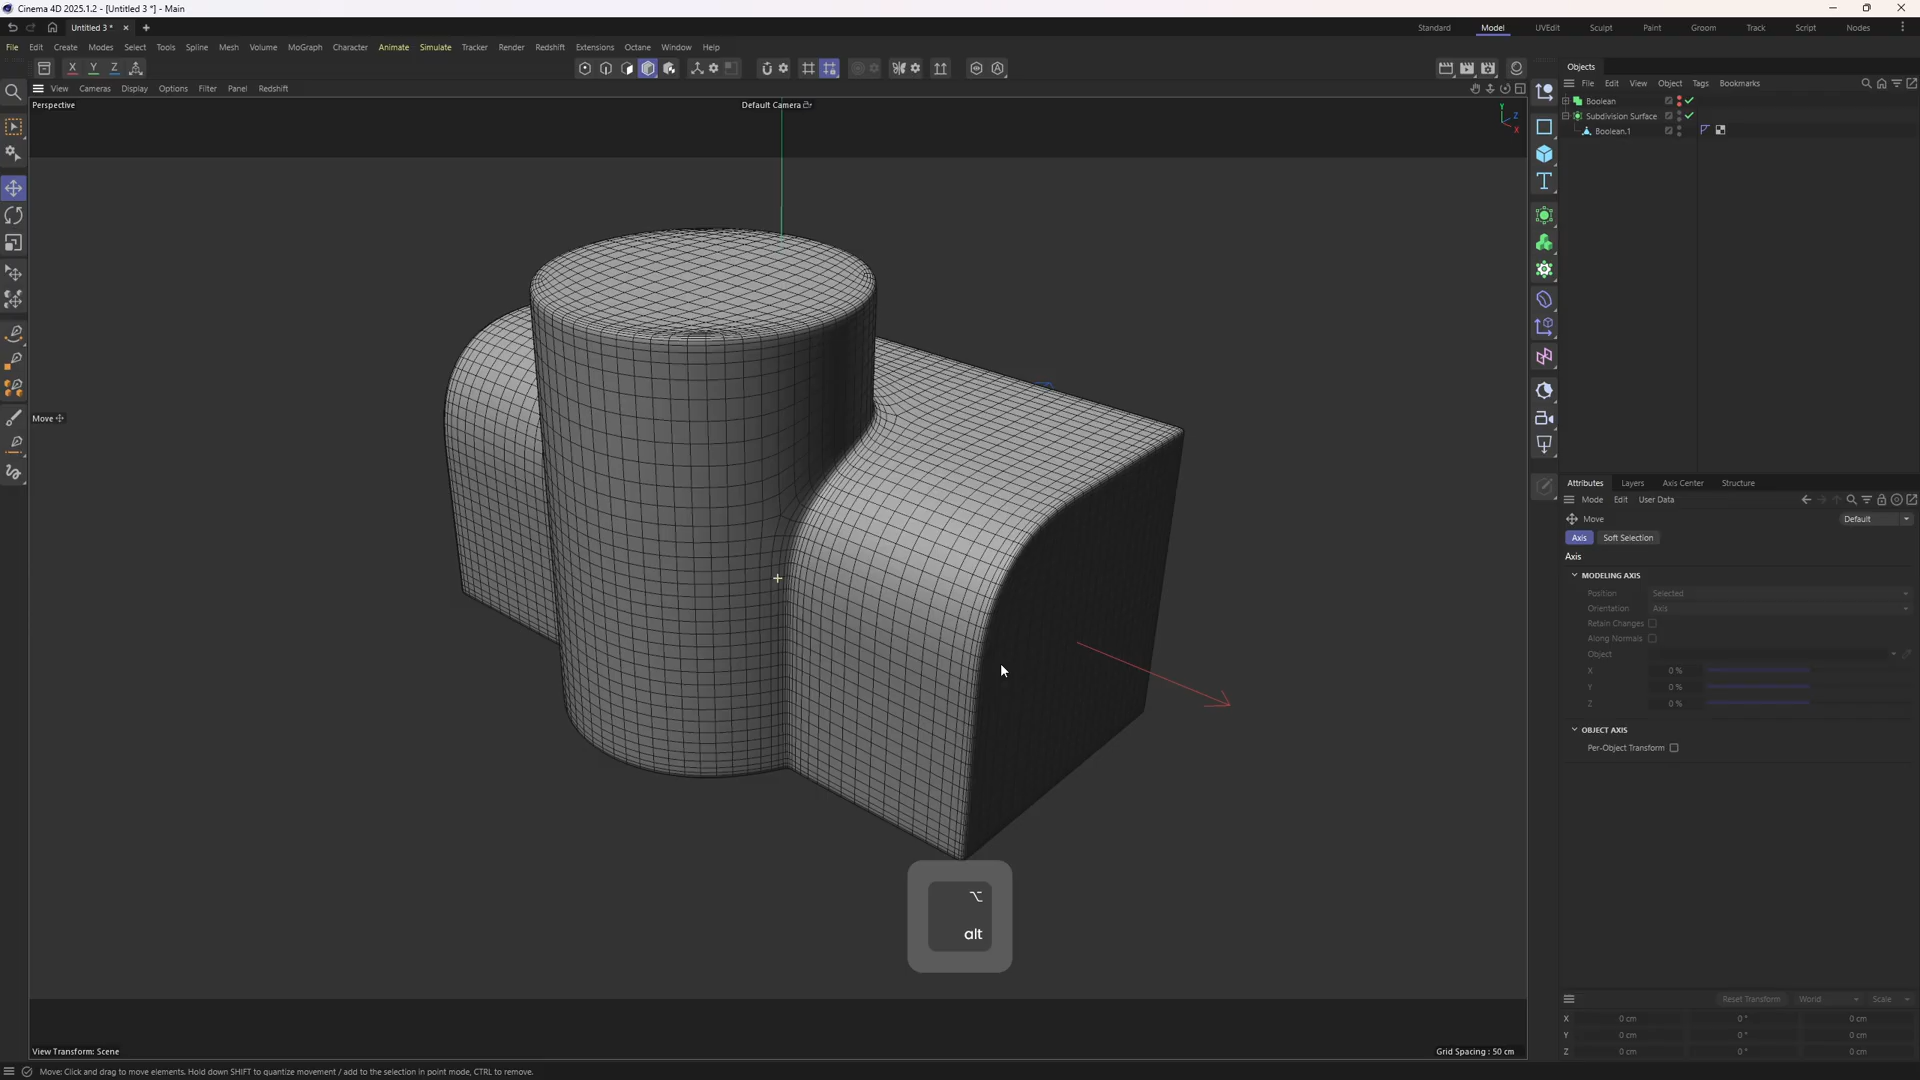 Cinema 4D 2025.1.2 - [Untitled 3 *] - Main
Untitled 3 *
Standard Model UVEdit Sculpt Paint Groom Track Script Nodes
File Edit Create Modes Select Tools Spline Mesh Volume MoGraph Character Animate Simulate Tracker Render Redshift Extensions Octane Window Help
X Y Z
View Cameras Display Options Filter Panel Redshift
Perspective
Default Camera
Y
Z
X
Move
alt
View Transform: Scene
Grid Spacing : 50 cm
Objects
File Edit View Object Tags Bookmarks
Boolean
Subdivision Surface
Boolean.1
Attributes Layers Axis Center Structure
Mode Edit User Data
Move
Default
Axis Soft Selection
Axis
MODELING AXIS
Position Selected
Orientation Axis
Retain Changes
Along Normals
Object
X 0 %
Y 0 %
Z 0 %
OBJECT AXIS
Per-Object Transform
Reset Transform World Scale
X 0 cm 0 ° 0 cm
Y 0 cm 0 ° 0 cm
Z 0 cm 0 ° 0 cm
Move: Click and drag to move elements. Hold down SHIFT to quantize movement / add to the selection in point mode, CTRL to remove.